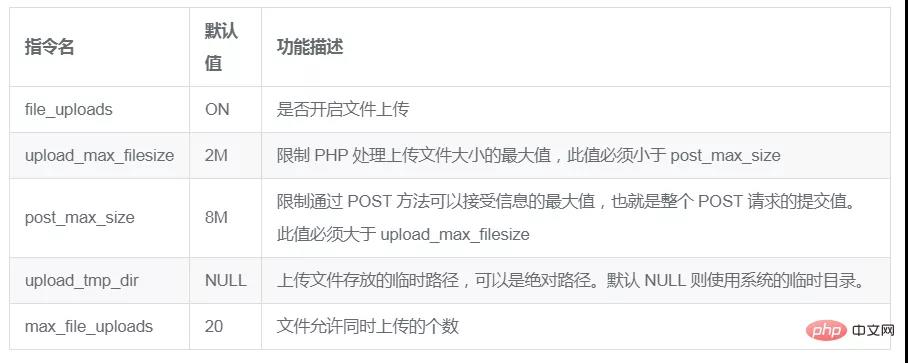 指令名 默认值 功能描述
file_uploads ON 是否开启文件上传
upload_max_filesize 2M 限制 PHP 处理上传文件大小的最大值，此值必须小于 post_max_size
post_max_size 8M 限制通过 POST 方法可以接受信息的最大值，也就是整个 POST 请求的提交值。
此值必须大于 upload_max_filesize
upload_tmp_dir NULL 上传文件存放的临时路径，可以是绝对路径。默认 NULL 则使用系统的临时目录。
max_file_uploads 20 文件允许同时上传的个数
php 中文网